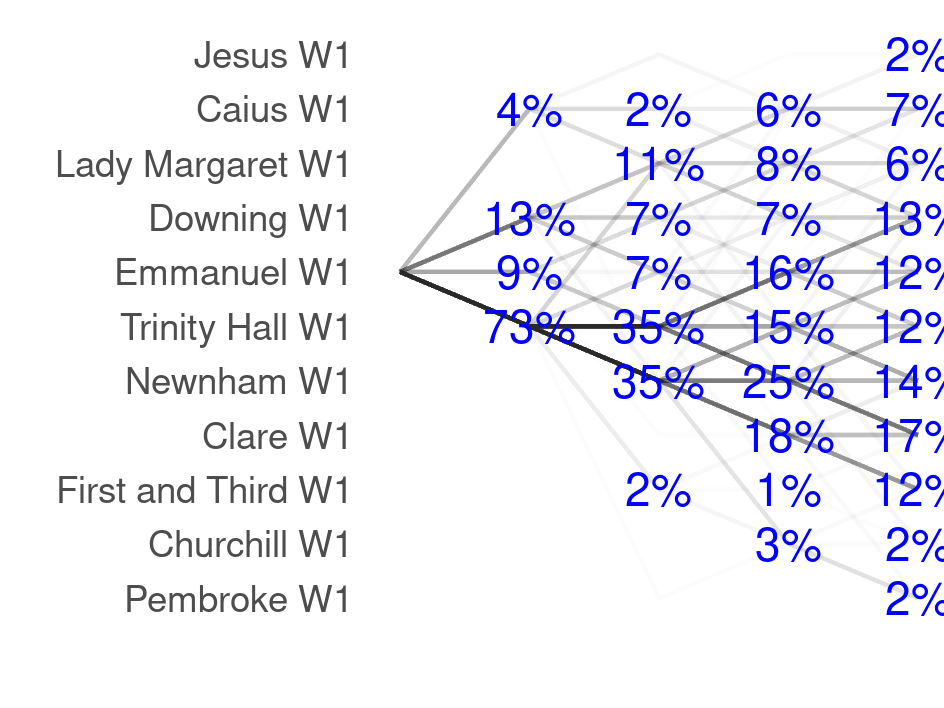 Jesus W1 2%
Caius W1 4% 2% 6% 7%
Lady Margaret W1 11% 8% 6%
Downing W1 13% 7% 7% 13%
Emmanuel W1 9% 7% 16% 12%
Trinity Hall W1 73% 35% 15% 12%
Newnham W1 35% 25% 14%
Clare W1 18% 17%
First and Third W1 2% 1% 12%
Churchill W1 3% 2%
Pembroke W1 2%